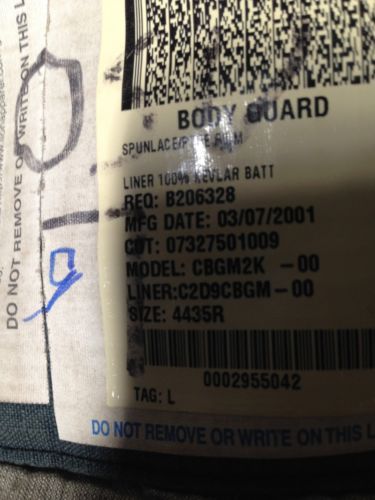 BODY GUARD
SPUNLACE/
LINER 100% KEVLAR BATT
REQ: B206328
MFG DATE: 03/07/2001
CUT: 07327501009
MODEL: CBGM2K -00
LINER:C2D9CBGM-00
SIZE: 4435R
0002955042
TAG: L
DO NOT REMOVE OR WRITE ON THIS L
DO NOT REMOVE OR WRITE ON THIS L